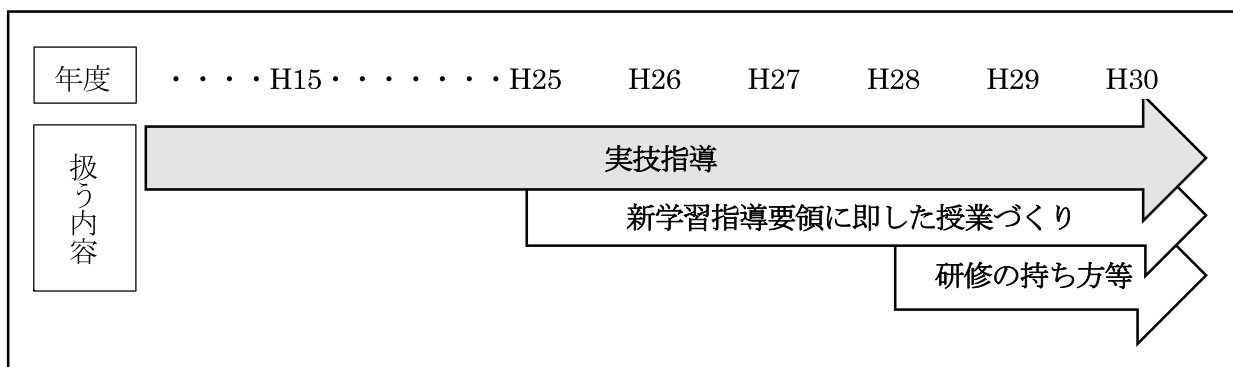 年度
・・・・H15・・・・・・・H25 H26 H27 H28 H29 H30
扱う内容
実技指導
新学習指導要領に即した授業づくり
研修の持ち方等